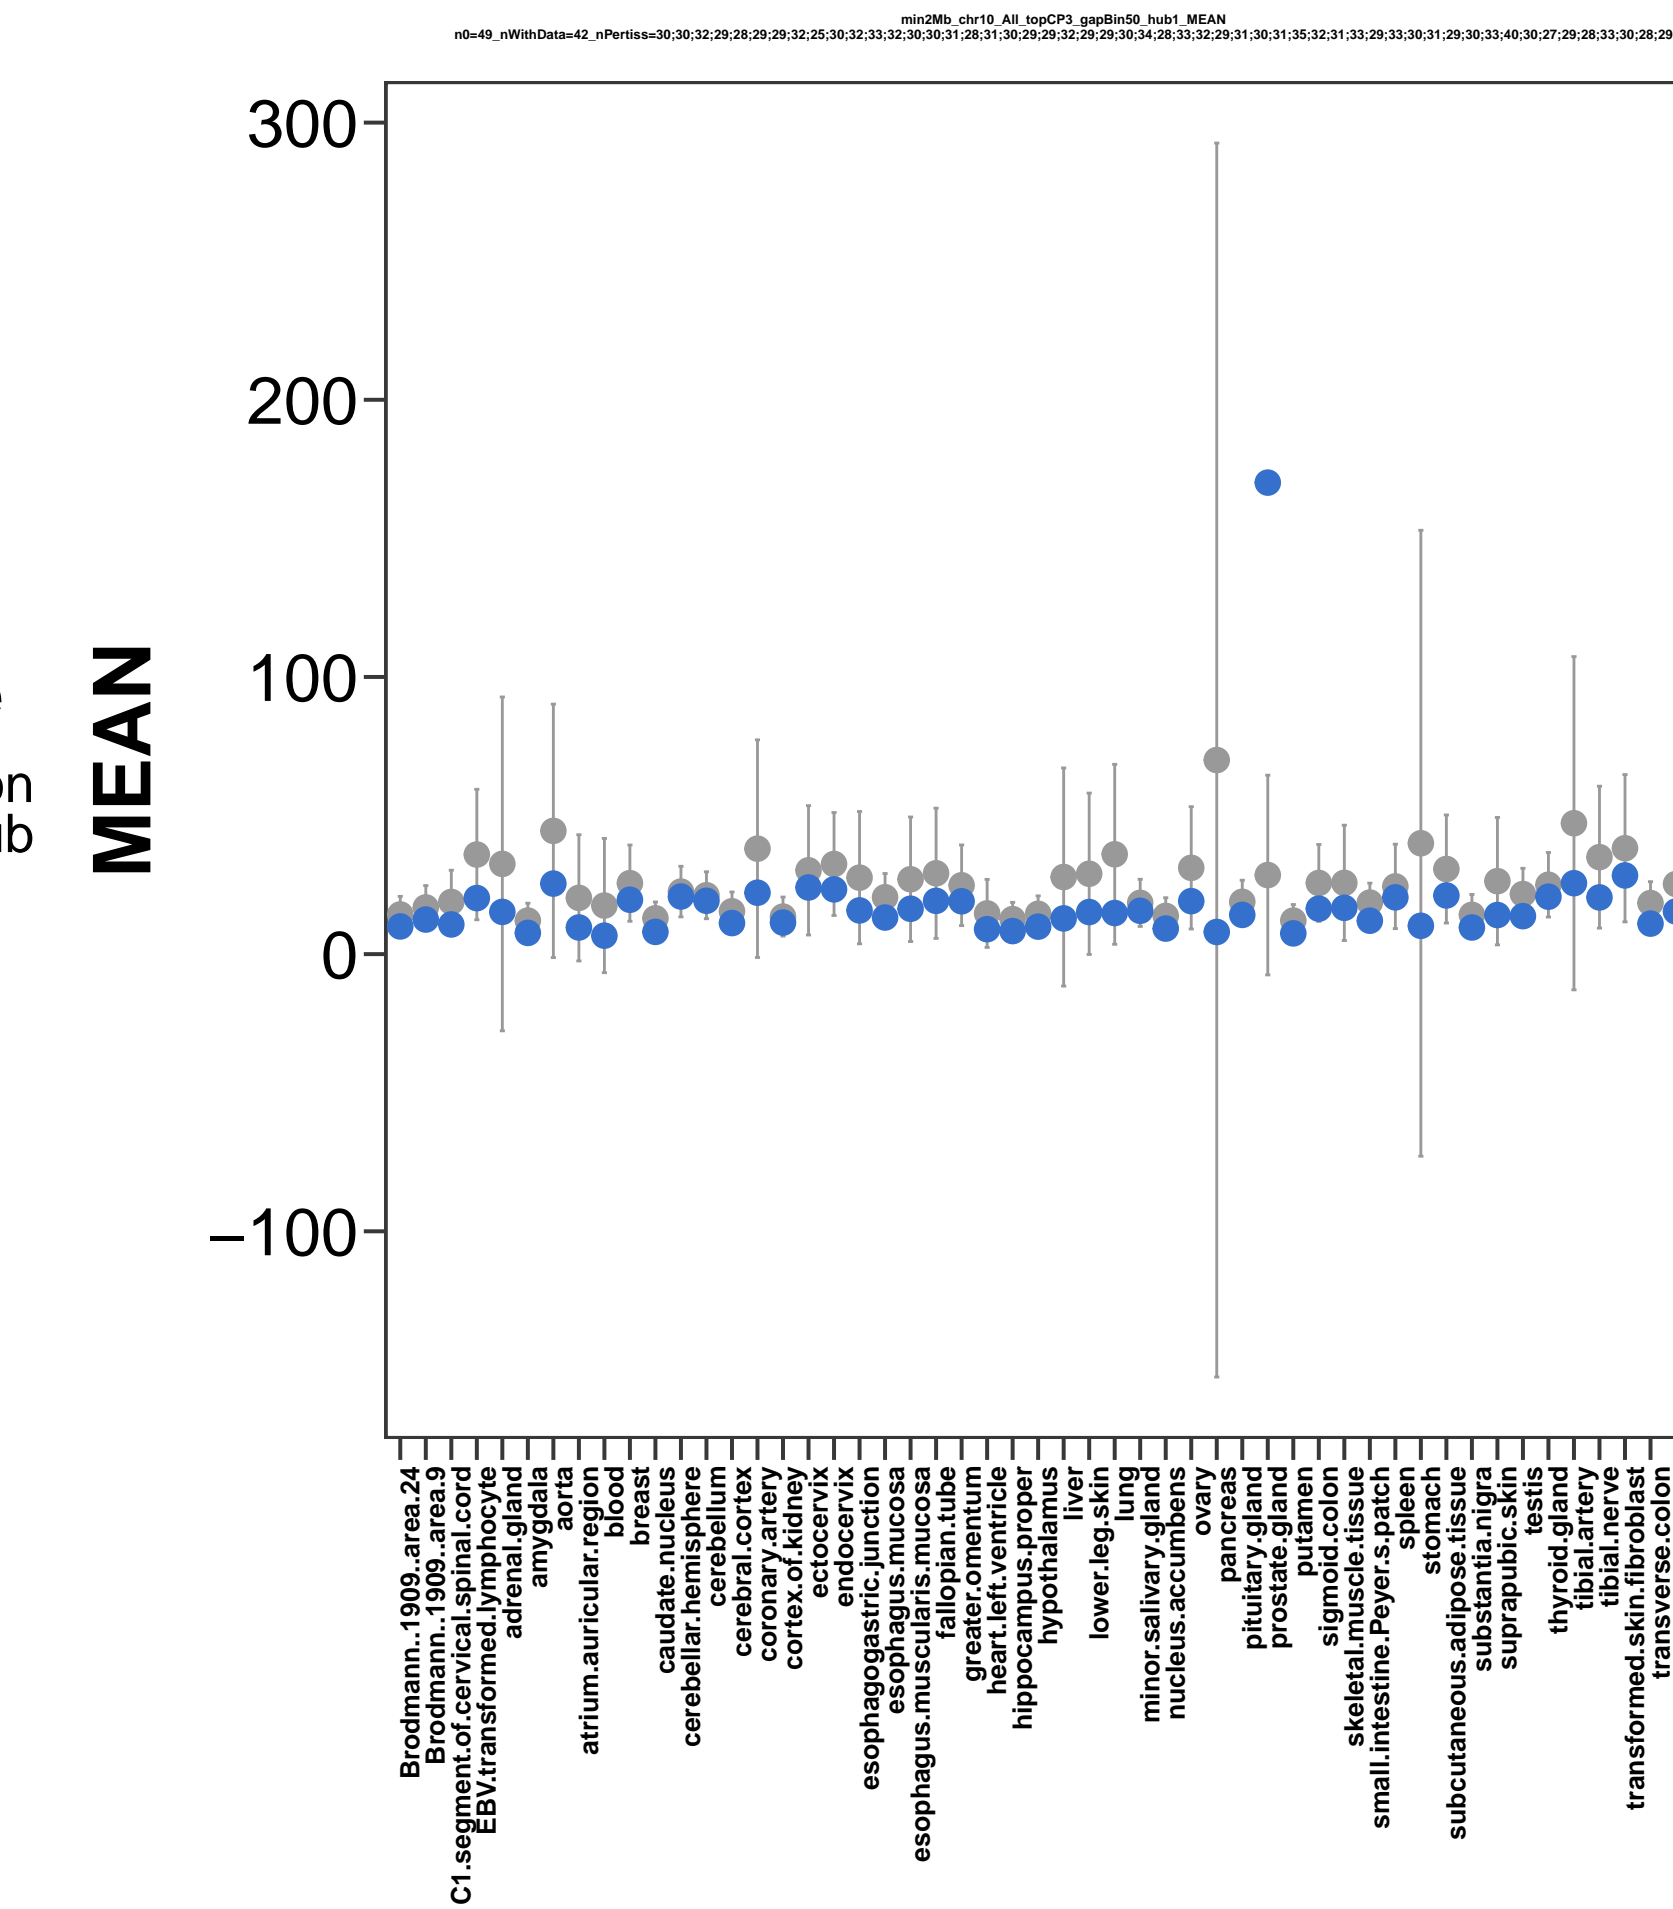 min2Mb_chr10_All_topCP3_gapBin50_hub1_MEAN
n0=49_nWithData=42_nPertiss=30;30;32;29;28;29;29;32;25;30;32;33;32;30;30;31;28;31;30;29;29;32;29;29;30;34;28;33;32;29;31;30;31;35;32;31;33;29;33;30;31;29;30;33;40;30;27;29;28;33;30;28;29
300
200
100
0
−100
MEAN
e
on
ub
Brodmann..1909..area.24
Brodmann..1909..area.9
C1.segment.of.cervical.spinal.cord
EBV.transformed.lymphocyte
adrenal.gland
amygdala
aorta
atrium.auricular.region
blood
breast
caudate.nucleus
cerebellar.hemisphere
cerebellum
cerebral.cortex
coronary.artery
cortex.of.kidney
ectocervix
endocervix
esophagogastric.junction
esophagus.mucosa
esophagus.muscularis.mucosa
fallopian.tube
greater.omentum
heart.left.ventricle
hippocampus.proper
hypothalamus
liver
lower.leg.skin
lung
minor.salivary.gland
nucleus.accumbens
ovary
pancreas
pituitary.gland
prostate.gland
putamen
sigmoid.colon
skeletal.muscle.tissue
small.intestine.Peyer.s.patch
spleen
stomach
subcutaneous.adipose.tissue
substantia.nigra
suprapubic.skin
testis
thyroid.gland
tibial.artery
tibial.nerve
transformed.skin.fibroblast
transverse.colon